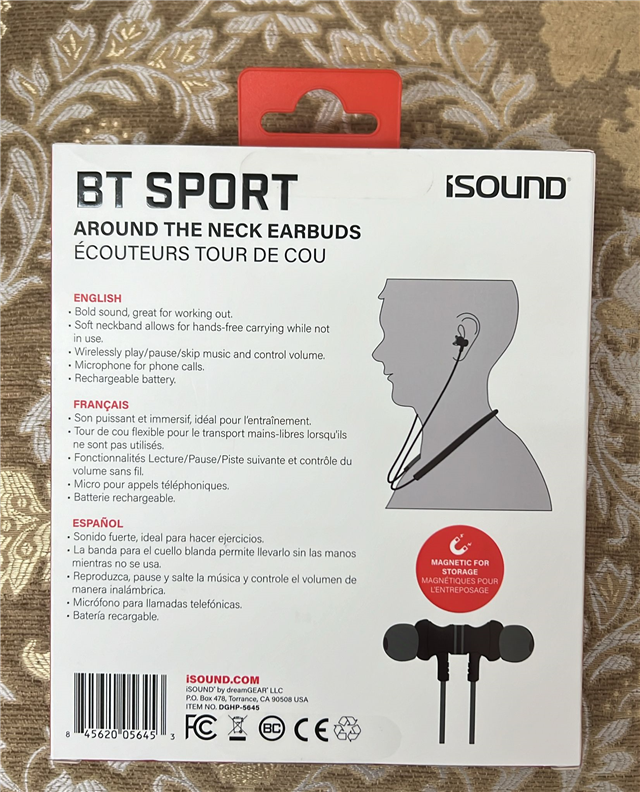 BT SPORT
iSOUND®
AROUND THE NECK EARBUDS
ÉCOUTEURS TOUR DE COU
ENGLISH
• Bold sound, great for working out.
• Soft neckband allows for hands-free carrying while not
in use.
• Wirelessly play/pause/skip music and control volume.
• Microphone for phone calls.
• Rechargeable battery.
FRANÇAIS
• Son puissant et immersif, idéal pour l'entraînement.
• Tour de cou flexible pour le transport mains-libres lorsqu'ils
ne sont pas utilisés.
• Fonctionnalités Lecture/Pause/Piste suivante et contrôle du
volume sans fil.
• Micro pour appels téléphoniques.
• Batterie rechargeable.
ESPAÑOL
• Sonido fuerte, ideal para hacer ejercicios.
• La banda para el cuello blanda permite llevarlo sin las manos
mientras no se usa.
• Reproduzca, pause y salte la música y controle el volumen de
manera inalámbrica.
• Micrófono para llamadas telefónicas.
• Batería recargable.
MAGNETIC FOR
STORAGE
MAGNÉTIQUES POUR
L'ENTREPOSAGE
iSOUND.COM
iSOUND® by dreamGEAR® LLC
P.O. Box 478, Torrance, CA 90508 USA
ITEM NO. DGHP-5645
8 45620 05645 3
FC BC CE